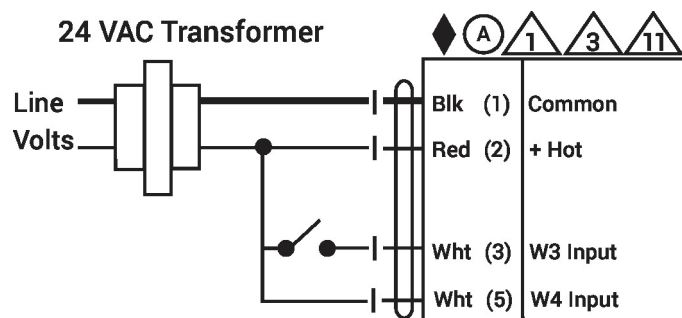 24 VAC Transformer
A 1 3 11
Line
Volts
Blk (1) Common
Red (2) + Hot
Wht (3) W3 Input
Wht (5) W4 Input